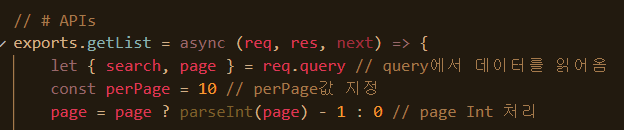 // # APIs
exports.getList = async (req, res, next) => {
let { search, page } = req.query // query에서 데이터를 읽어옴
const perPage = 10 // perPage값 지정
page = page ? parseInt(page) - 1 : 0 // page Int 처리